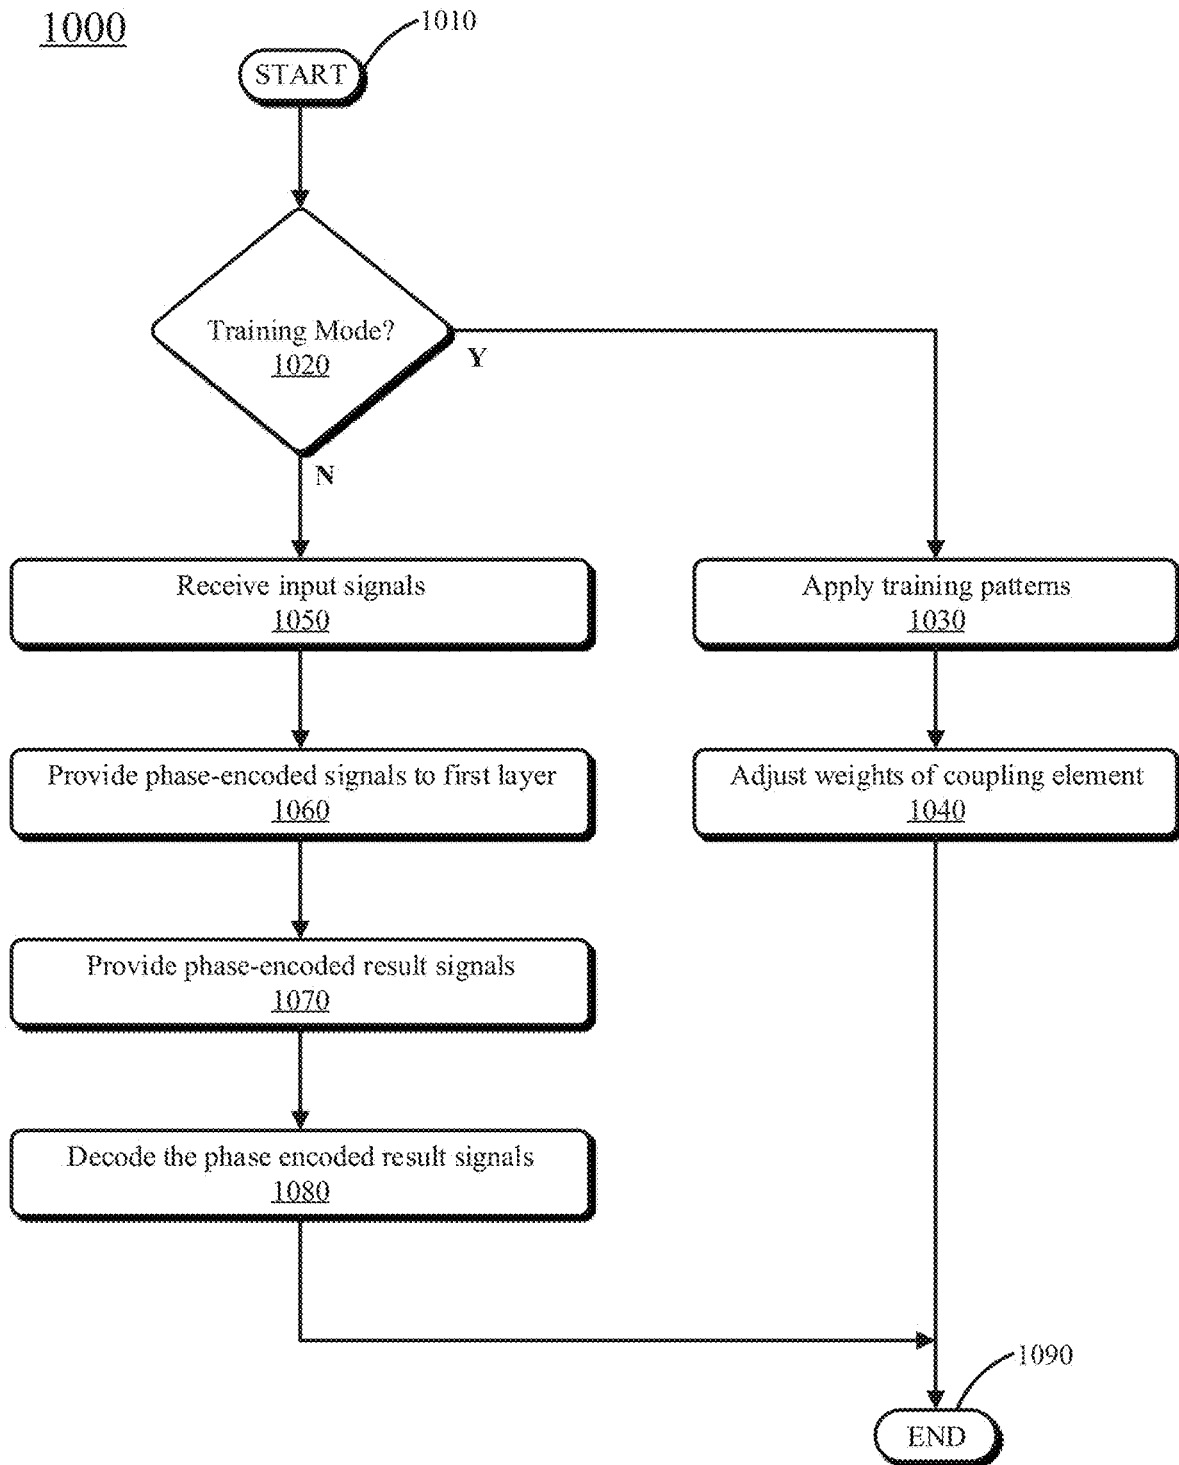 1000
1010
START
Training Mode?
1020
Y
N
Receive input signals
1050
Apply training patterns
1030
Provide phase-encoded signals to first layer
1060
Adjust weights of coupling element
1040
Provide phase-encoded result signals
1070
Decode the phase encoded result signals
1080
1090
END